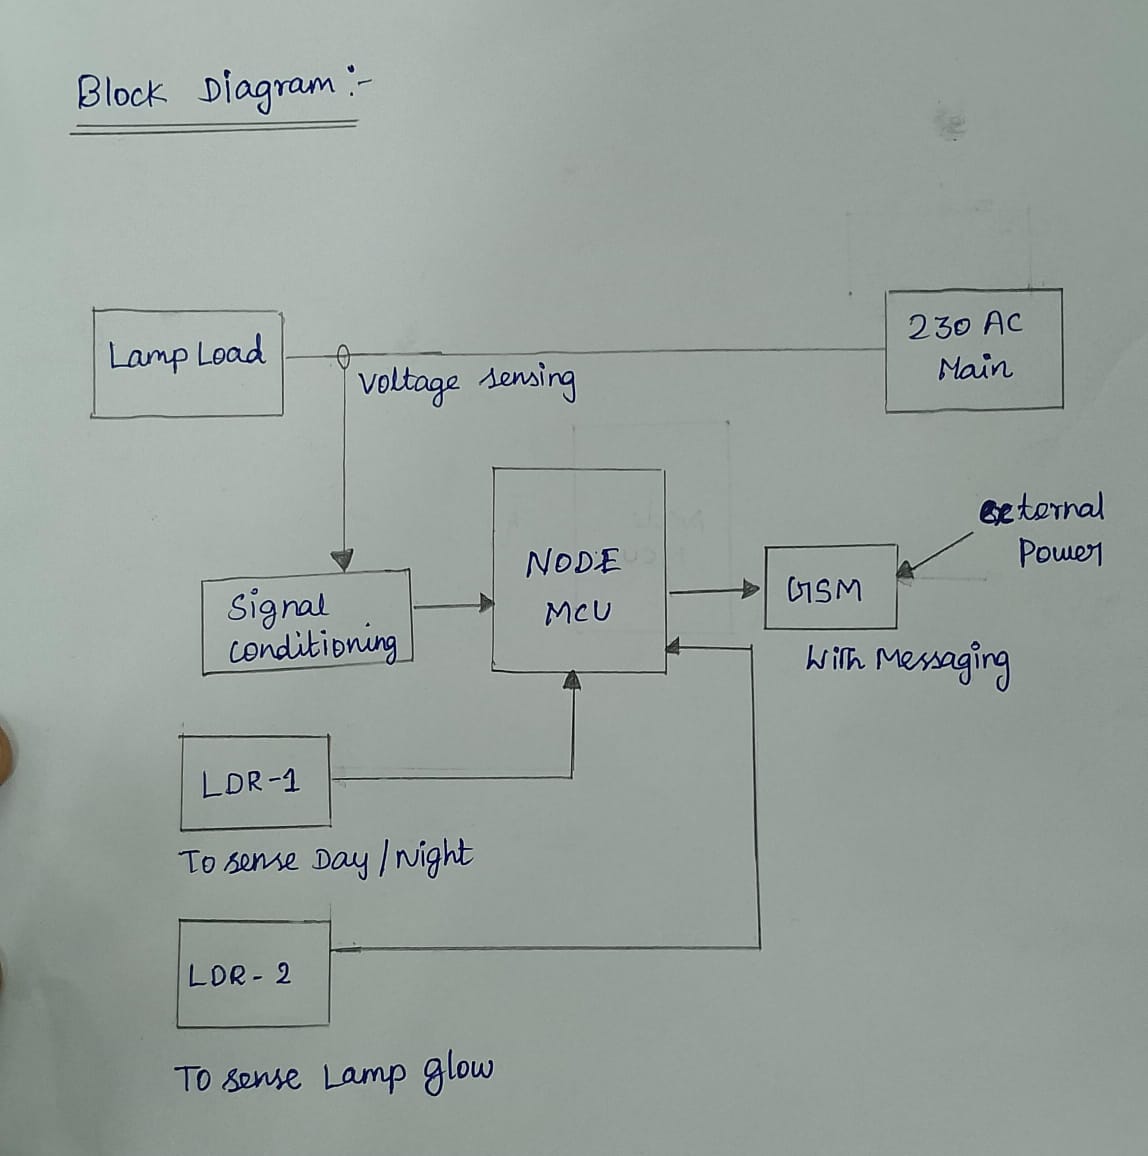 Block Diagram :-
Lamp Load
230 AC
Main
Voltage sensing
external
Power
NODE
MCU
GSM
Signal
conditioning
With Messaging
LDR-1
To sense Day / Night
LDR- 2
To sense Lamp glow